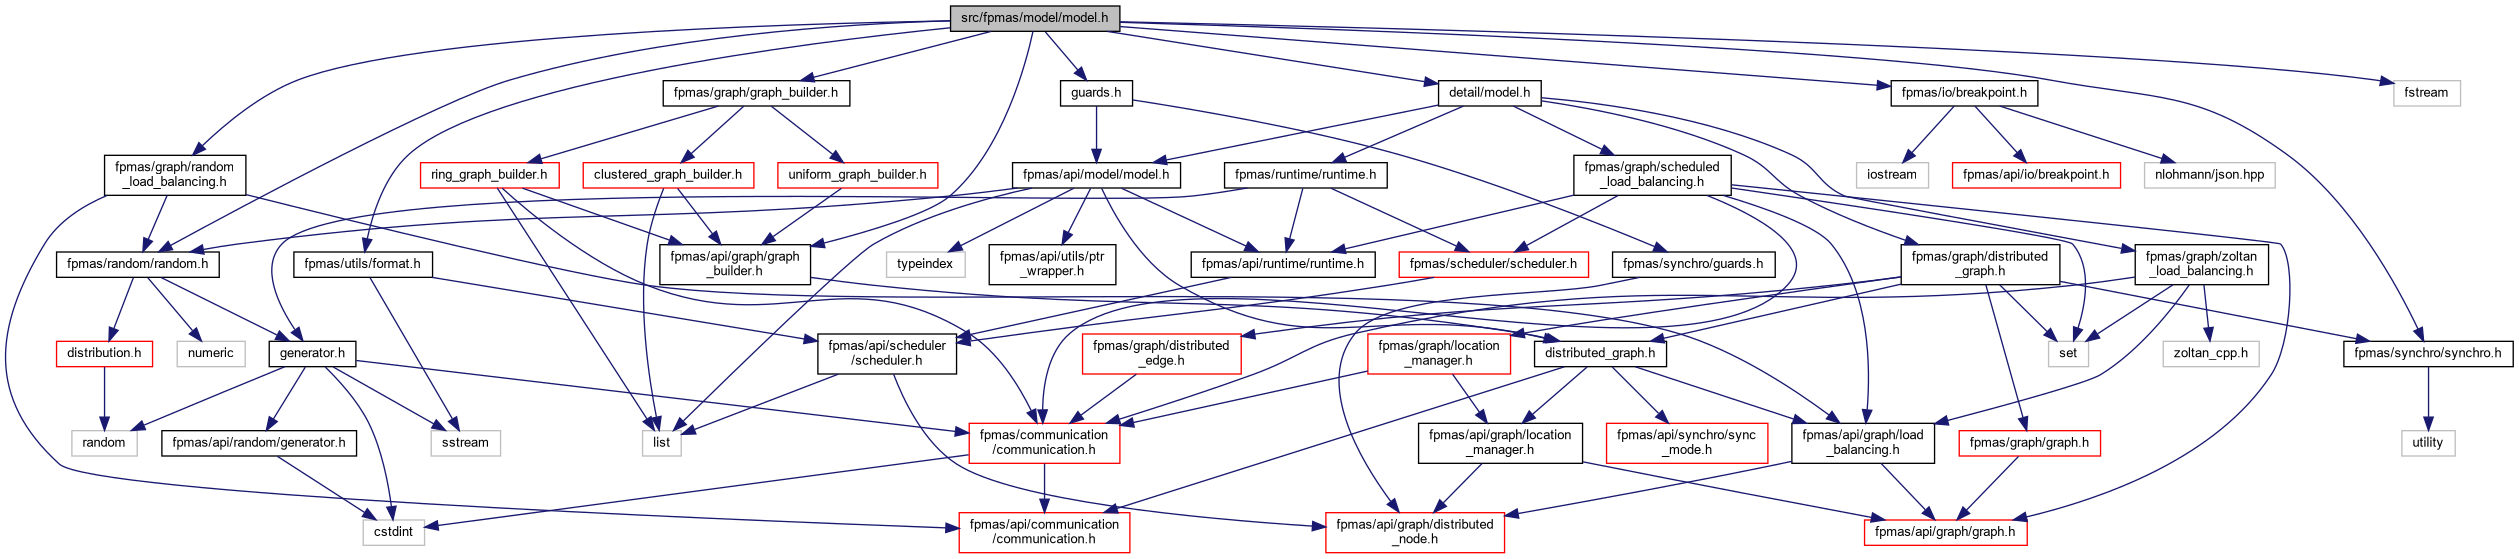 src/fpmas/model/model.h
fpmas/graph/graph_builder.h
guards.h
detail/model.h
fpmas/io/breakpoint.h
fstream
fpmas/graph/random
_load_balancing.h
ring_graph_builder.h
clustered_graph_builder.h
uniform_graph_builder.h
fpmas/api/model/model.h
fpmas/runtime/runtime.h
fpmas/graph/scheduled
_load_balancing.h
iostream
fpmas/api/io/breakpoint.h
nlohmann/json.hpp
fpmas/random/random.h
fpmas/utils/format.h
fpmas/api/graph/graph
_builder.h
typeindex
fpmas/api/utils/ptr
_wrapper.h
fpmas/api/runtime/runtime.h
fpmas/scheduler/scheduler.h
fpmas/synchro/guards.h
fpmas/graph/distributed
_graph.h
fpmas/graph/zoltan
_load_balancing.h
distribution.h
numeric
generator.h
fpmas/api/scheduler
/scheduler.h
fpmas/graph/distributed
_edge.h
fpmas/graph/location
_manager.h
distributed_graph.h
set
zoltan_cpp.h
fpmas/synchro/synchro.h
random
fpmas/api/random/generator.h
sstream
list
fpmas/communication
/communication.h
fpmas/api/graph/location
_manager.h
fpmas/api/synchro/sync
_mode.h
fpmas/api/graph/load
_balancing.h
fpmas/graph/graph.h
utility
cstdint
fpmas/api/communication
/communication.h
fpmas/api/graph/distributed
_node.h
fpmas/api/graph/graph.h